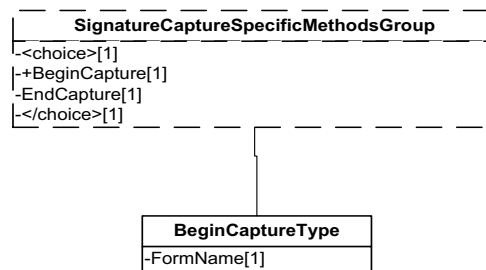 SignatureCaptureSpecificMethodsGroup
-<choice>[1]
-+BeginCapture[1]
-EndCapture[1]
-</choice>[1]
BeginCaptureType
-FormName[1]